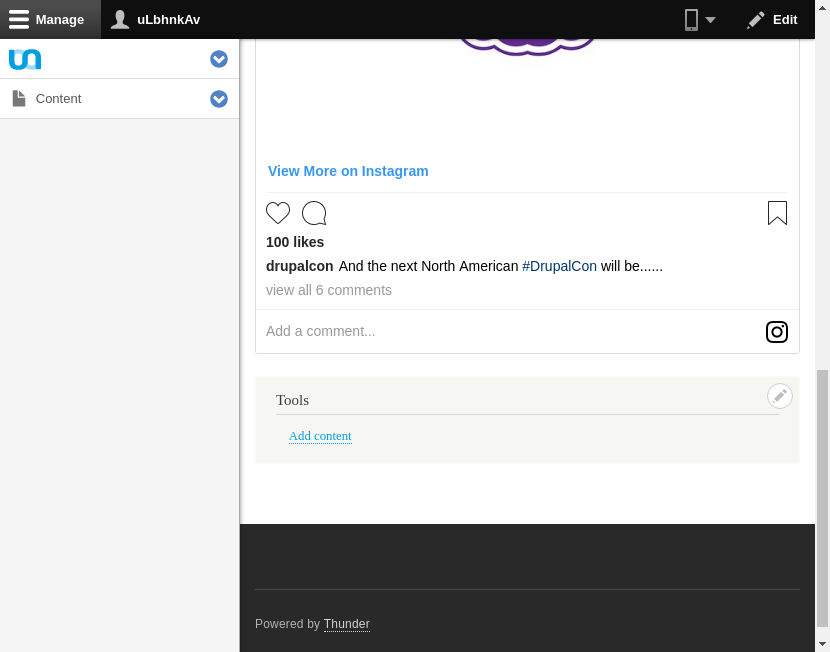 Manage
uLbhnkAv
Edit
Content
View More on Instagram
100 likes
drupalcon And the next North American #DrupalCon will be......
view all 6 comments
Add a comment...
Tools
Add content
Powered by Thunder